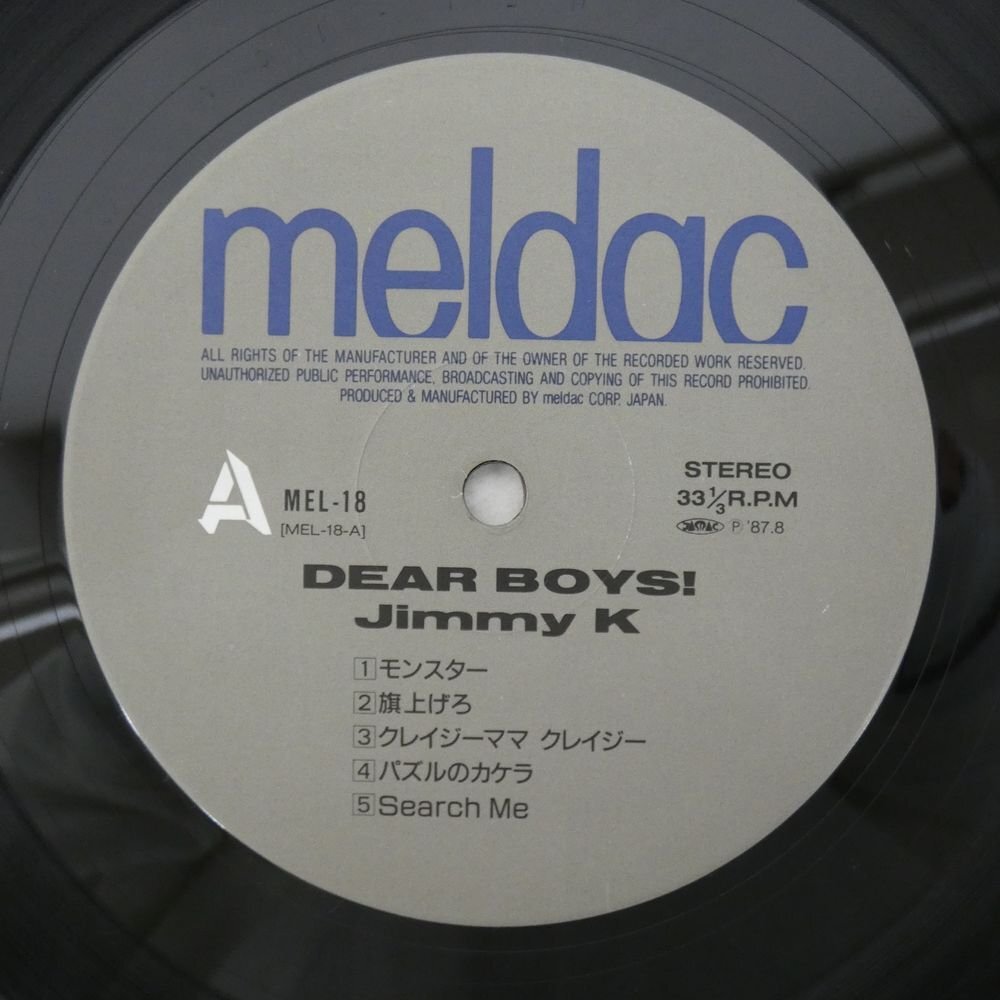 meldac
ALL RIGHTS OF THE MANUFACTURER AND OF THE OWNER OF THE RECORDED WORK RESERVED.
UNAUTHORIZED PUBLIC PERFORMANCE, BROADCASTING AND COPYING OF THIS RECORD PROHIBITED.
PRODUCED & MANUFACTURED BY meldac CORP. JAPAN.
A MEL-18
[MEL-18-A]
STEREO
33 1/3 R.P.M
Ⓟ '87.8
DEAR BOYS!
Jimmy K
1 モンスター
2 旗上げろ
3 クレイジーママ クレイジー
4 パズルのカケラ
5 Search Me